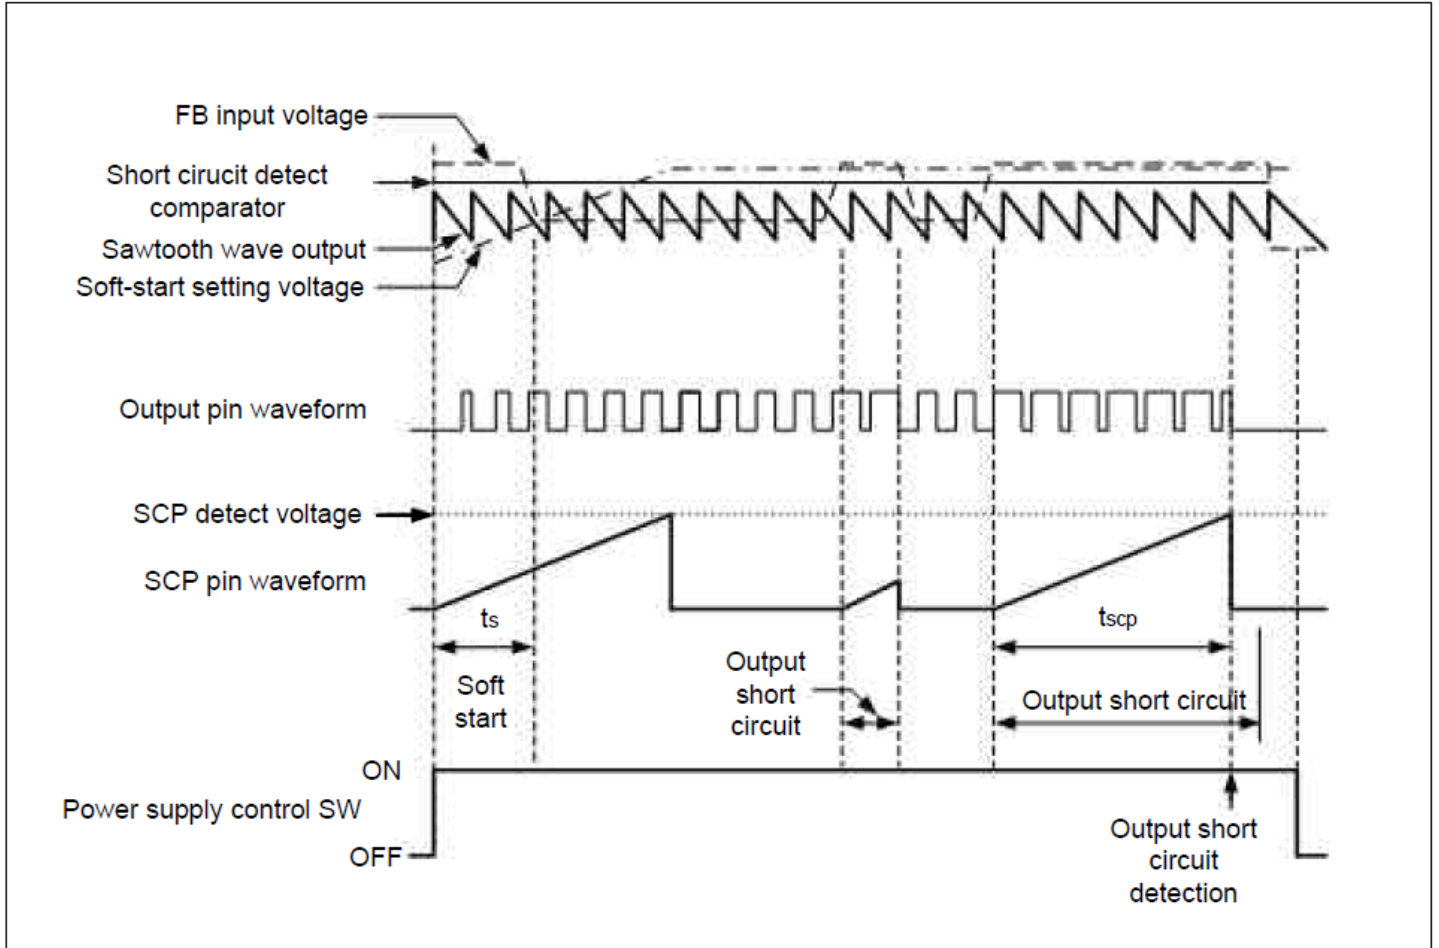 FB input voltage
Short cirucit detect
comparator
Sawtooth wave output
Soft-start setting voltage
Output pin waveform
SCP detect voltage
SCP pin waveform
ts
Soft
start
Output
short
circuit
tscp
Output short circuit
ON
Power supply control SW
OFF
Output short
circuit
detection